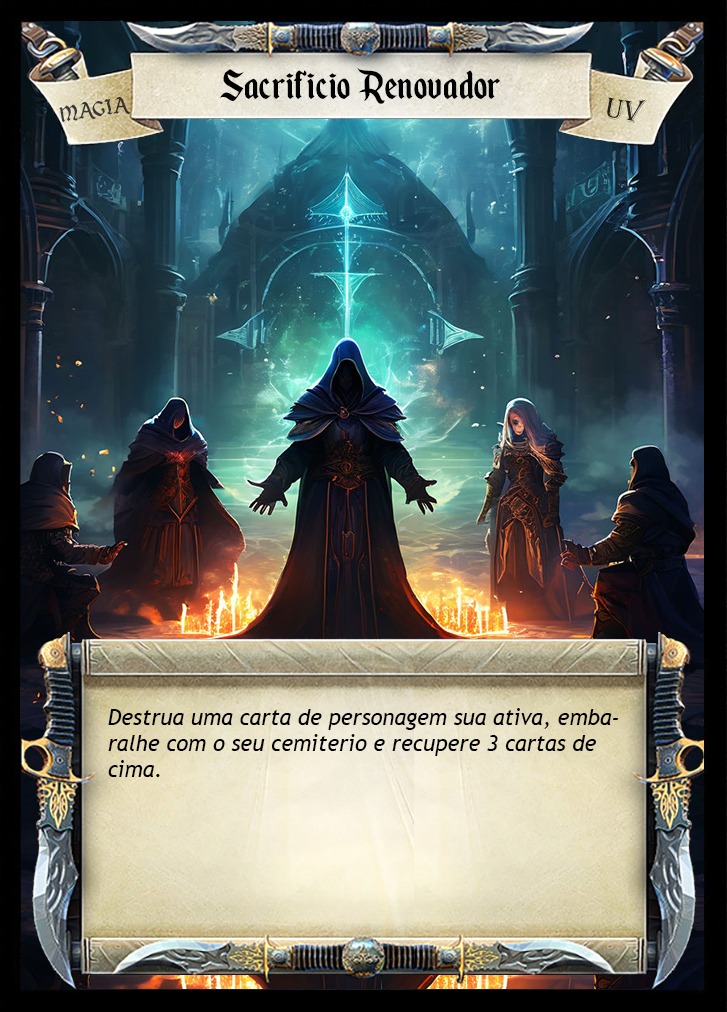 Sacrificio Renovador
MAGIA
UV
Destrua uma carta de personagem sua ativa, emba-
ralhe com o seu cemiterio e recupere 3 cartas de
cima.